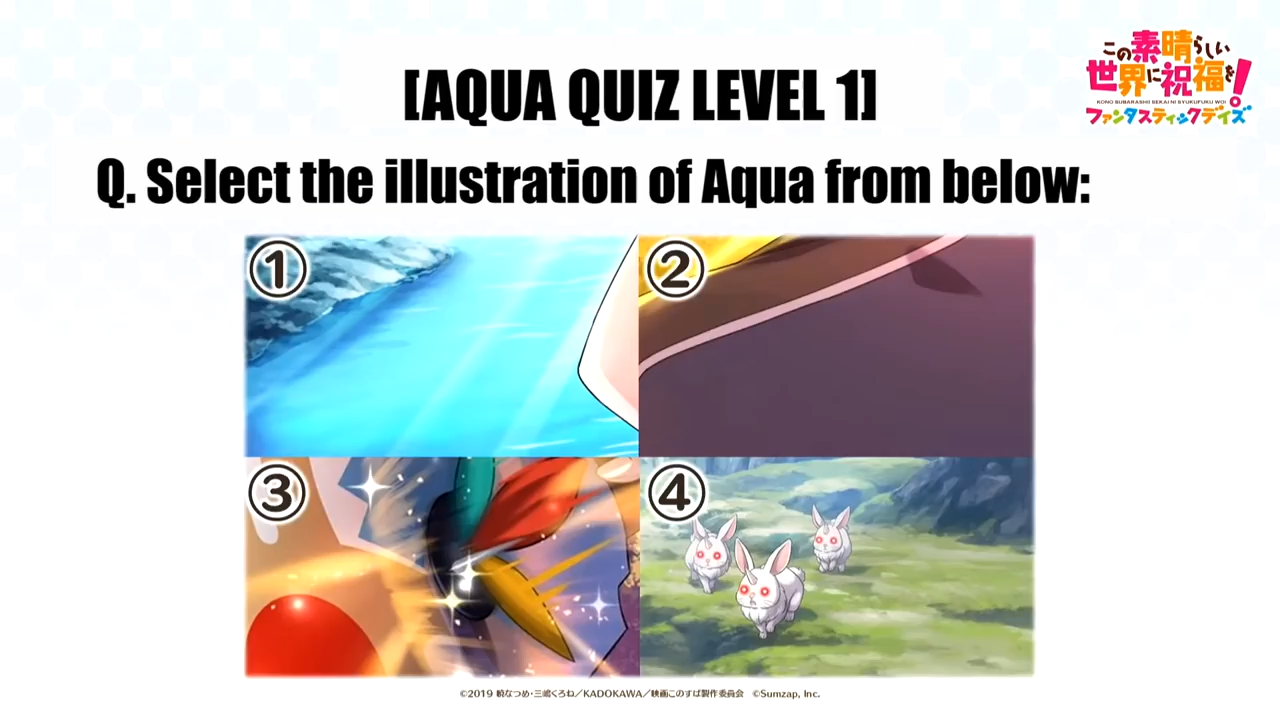 [AQUA QUIZ LEVEL 1]
この素晴らしい
世界に祝福を!
KONO SUBARASHII SEKAI NI SYUKUFUKU WO!
ファンタスティックデイズ
Q. Select the illustration of Aqua from below:
①
②
③
④
©2019 暁なつめ・三嶋くろね/KADOKAWA/映画このすば製作委員会 ©Sumzap, Inc.